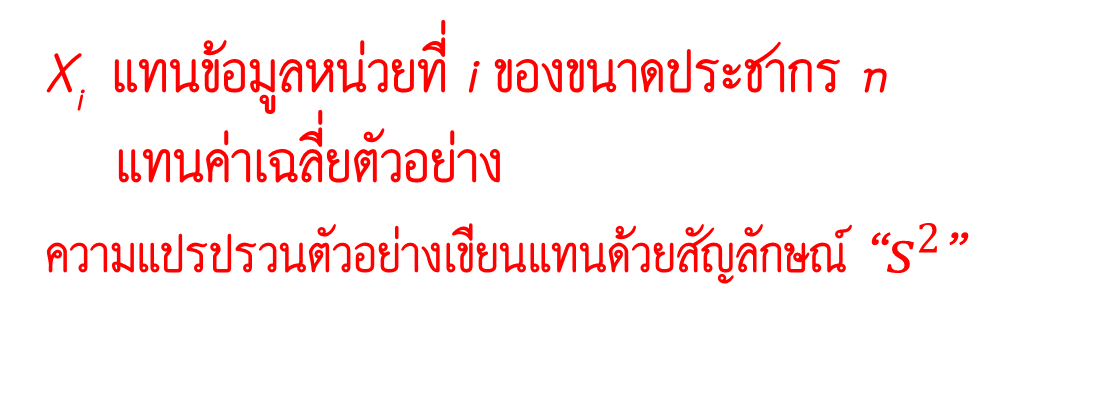 Xᵢ แทนข้อมูลหน่วยที่ i ของขนาดประชากร n
แทนค่าเฉลี่ยตัวอย่าง
ความแปรปรวนตัวอย่างเขียนแทนด้วยสัญลักษณ์ “S²”